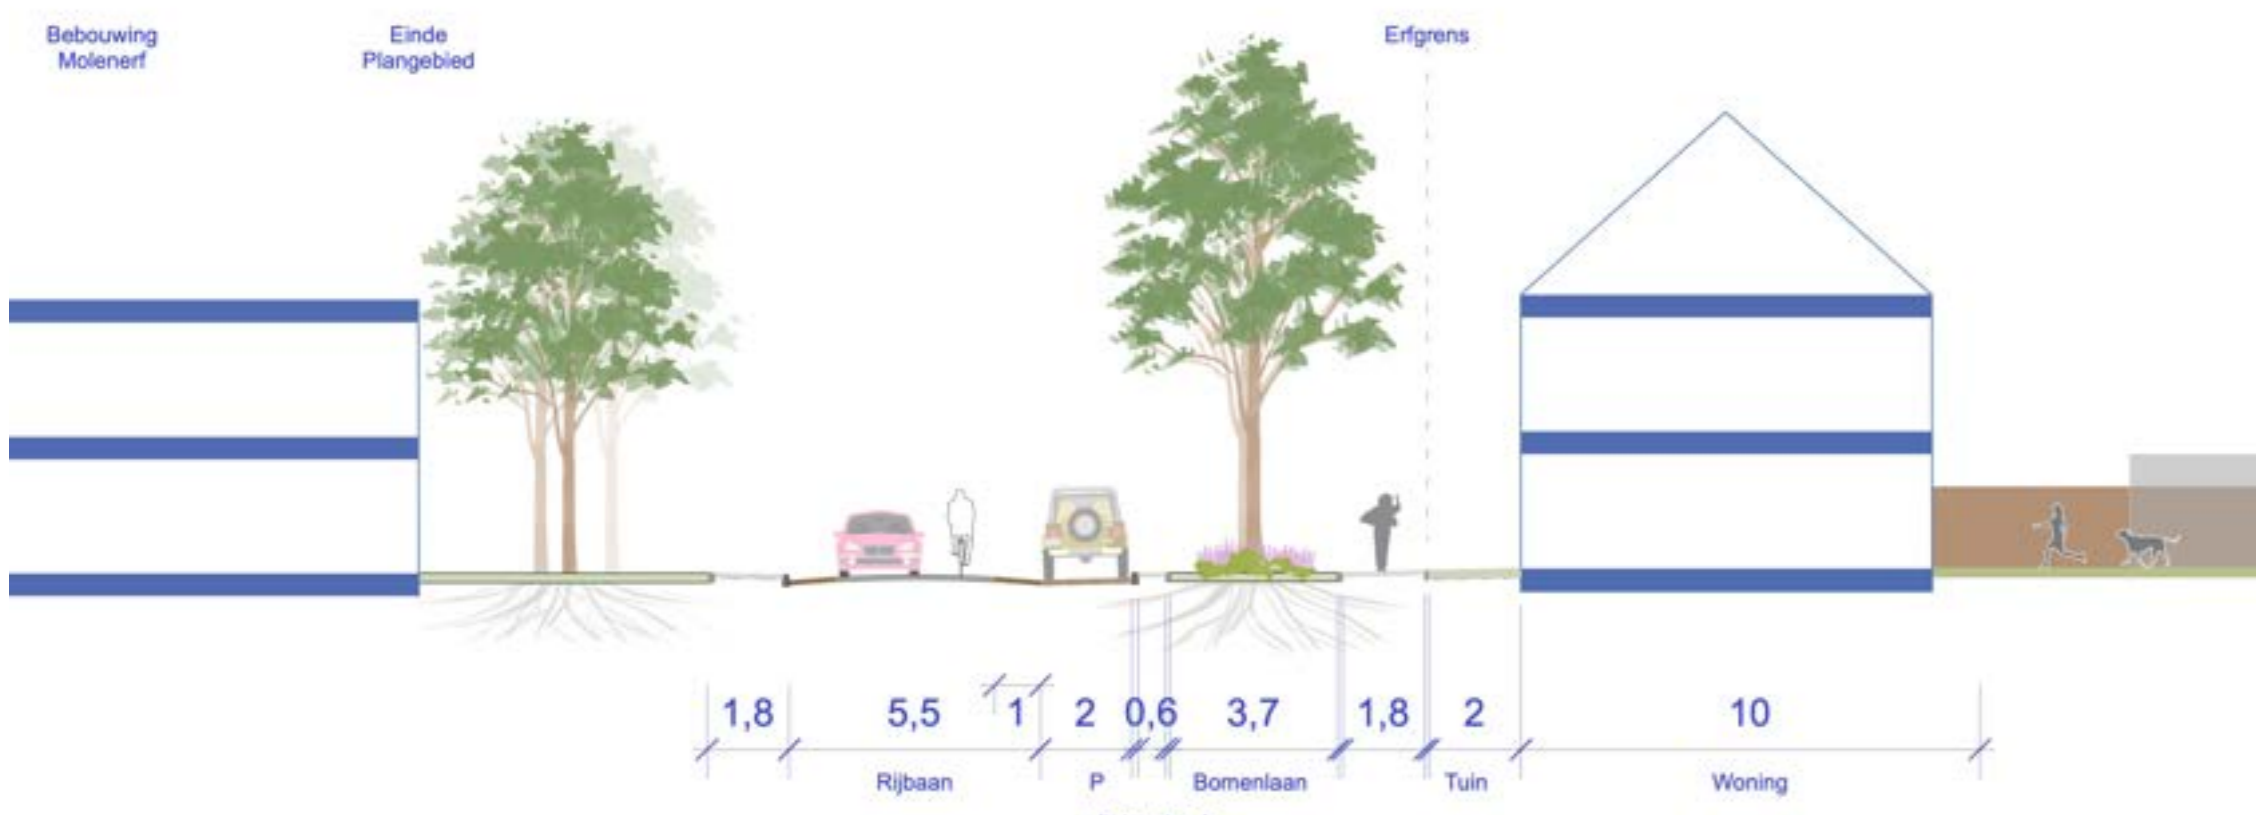 Bebouwing
Molenerf
Einde
Plangebied
Erfgrens
1,8
5,5
1
2
0,6
3,7
1,8
2
10
Rijbaan
P
Bomenlaan
Tuin
Woning